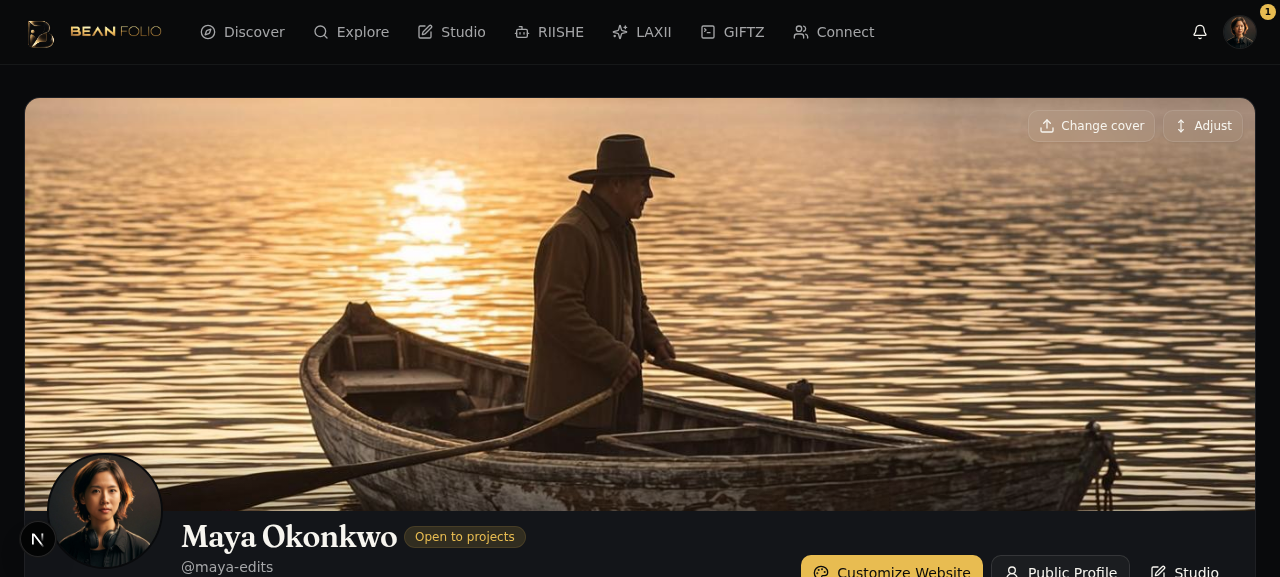 BEAN FOLIO
Discover
Explore
Studio
RIISHE
LAXII
GIFTZ
Connect
1
Change cover
Adjust
Maya Okonkwo
Open to projects
@maya-edits
N
Customize Website
Public Profile
Studio